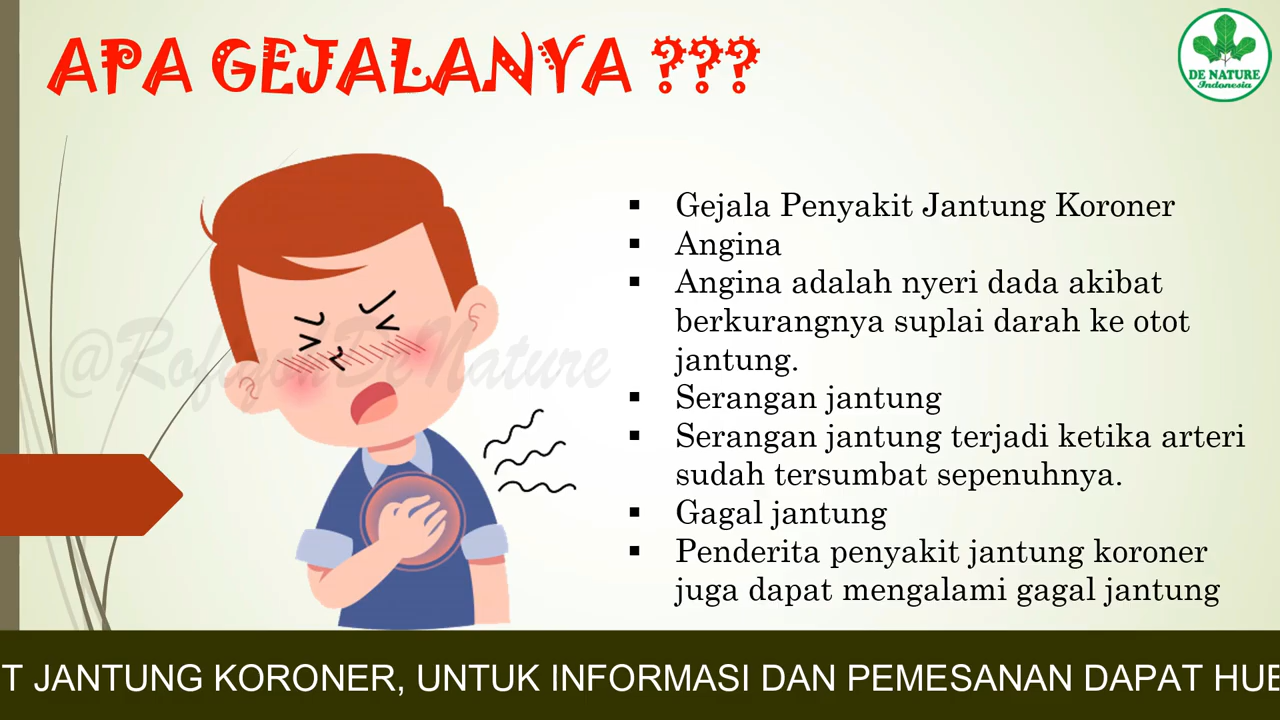 APA GEJALANYA ???
DE NATURE
Indonesia
Gejala Penyakit Jantung Koroner
Angina
Angina adalah nyeri dada akibat
berkurangnya suplai darah ke otot
jantung.
Serangan jantung
Serangan jantung terjadi ketika arteri
sudah tersumbat sepenuhnya.
Gagal jantung
Penderita penyakit jantung koroner
juga dapat mengalami gagal jantung
T JANTUNG KORONER, UNTUK INFORMASI DAN PEMESANAN DAPAT HUB